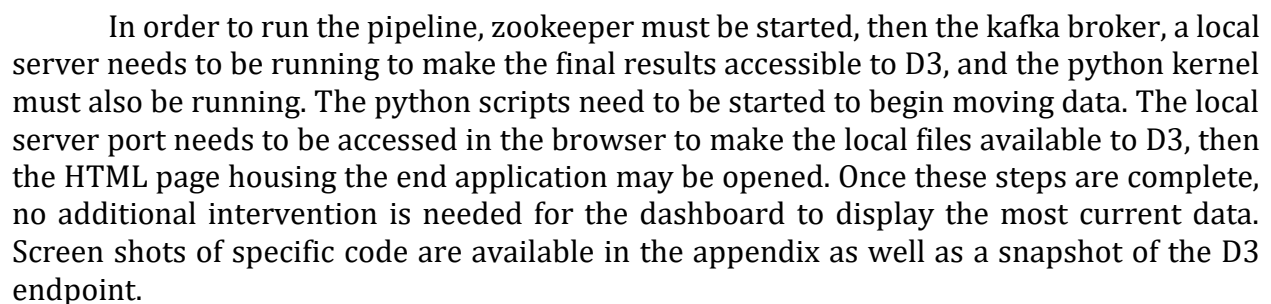 In order to run the pipeline, zookeeper must be started, then the kafka broker, a local
server needs to be running to make the final results accessible to D3, and the python kernel
must also be running. The python scripts need to be started to begin moving data. The local
server port needs to be accessed in the browser to make the local files available to D3, then
the HTML page housing the end application may be opened. Once these steps are complete,
no additional intervention is needed for the dashboard to display the most current data.
Screen shots of specific code are available in the appendix as well as a snapshot of the D3
endpoint.